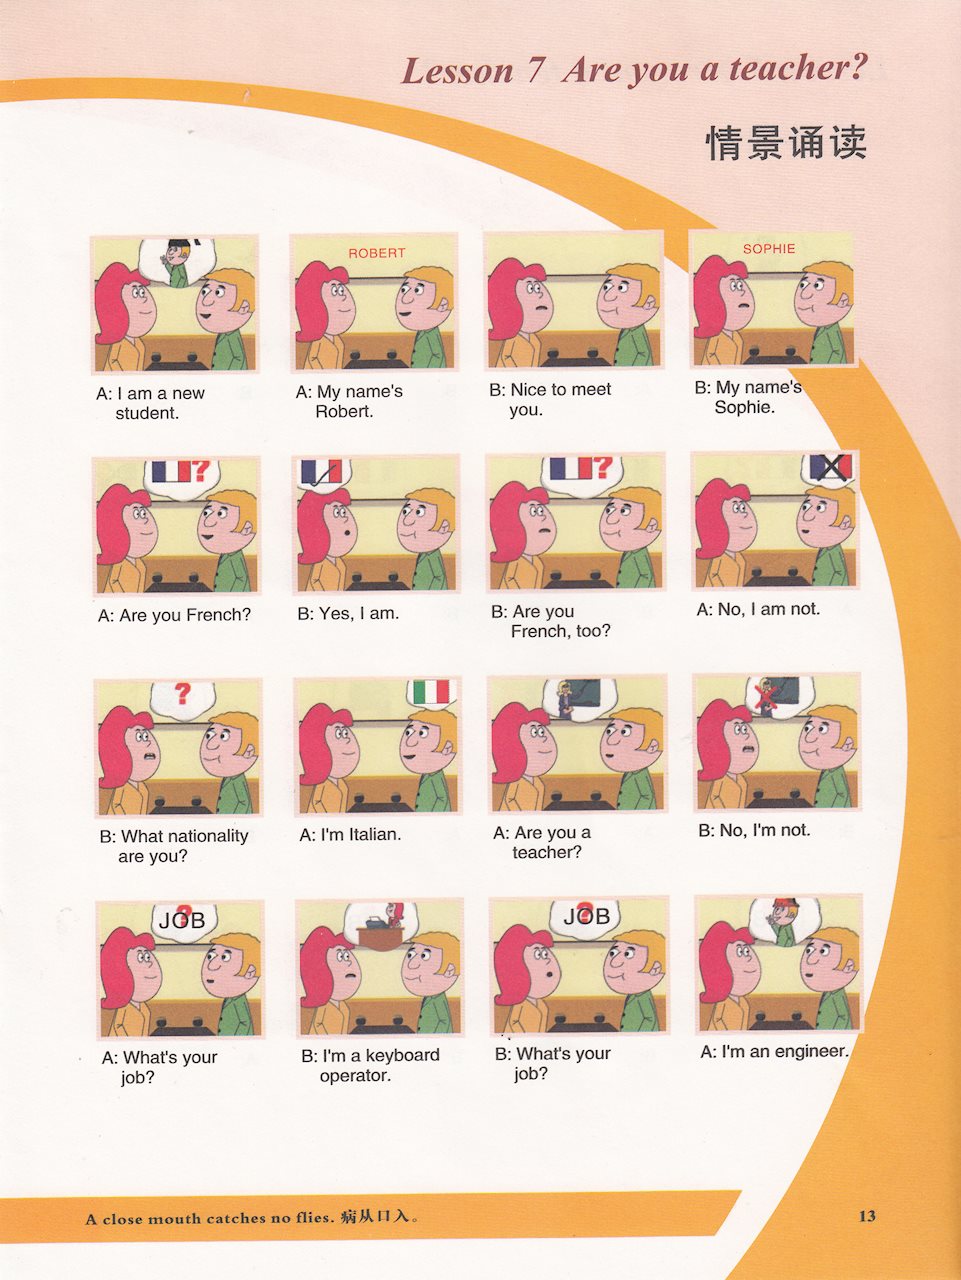 Lesson 7 Are you a teacher?
情景诵读
A: I am a new
student.
ROBERT
A: My name's
Robert.
B: Nice to meet
you.
SOPHIE
B: My name's
Sophie.
?
A: Are you French?
B: Yes, I am.
?
B: Are you
French, too?
A: No, I am not.
?
B: What nationality
are you?
A: I'm Italian.
A: Are you a
teacher?
B: No, I'm not.
JOB
?
A: What's your
job?
B: I'm a keyboard
operator.
JOB
?
B: What's your
job?
A: I'm an engineer.
A close mouth catches no flies. 病从口入。
13